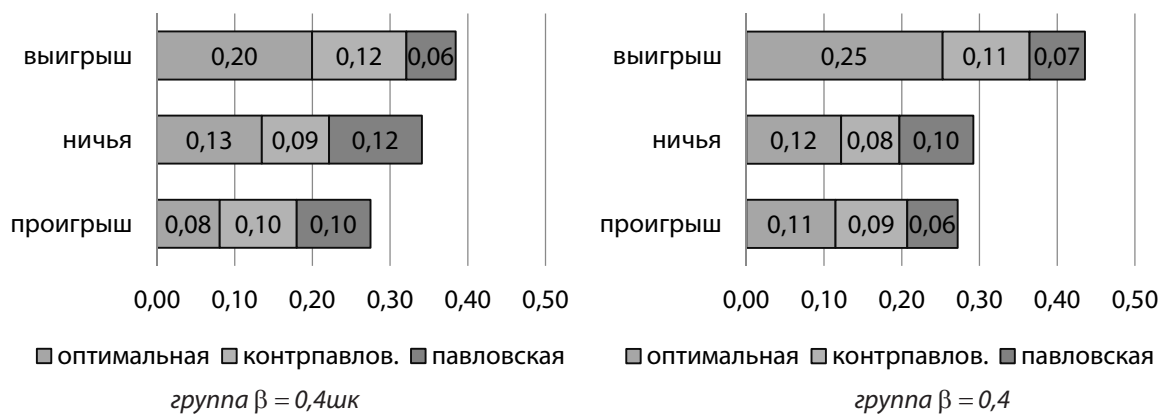 выигрыш 0,20 0,12 0,06
ничья 0,13 0,09 0,12
проигрыш 0,08 0,10 0,10
0,00 0,10 0,20 0,30 0,40 0,50
оптимальная контрпавлов. павловская
группа β = 0,4шк
выигрыш 0,25 0,11 0,07
ничья 0,12 0,08 0,10
проигрыш 0,11 0,09 0,06
0,00 0,10 0,20 0,30 0,40 0,50
оптимальная контрпавлов. павловская
группа β = 0,4